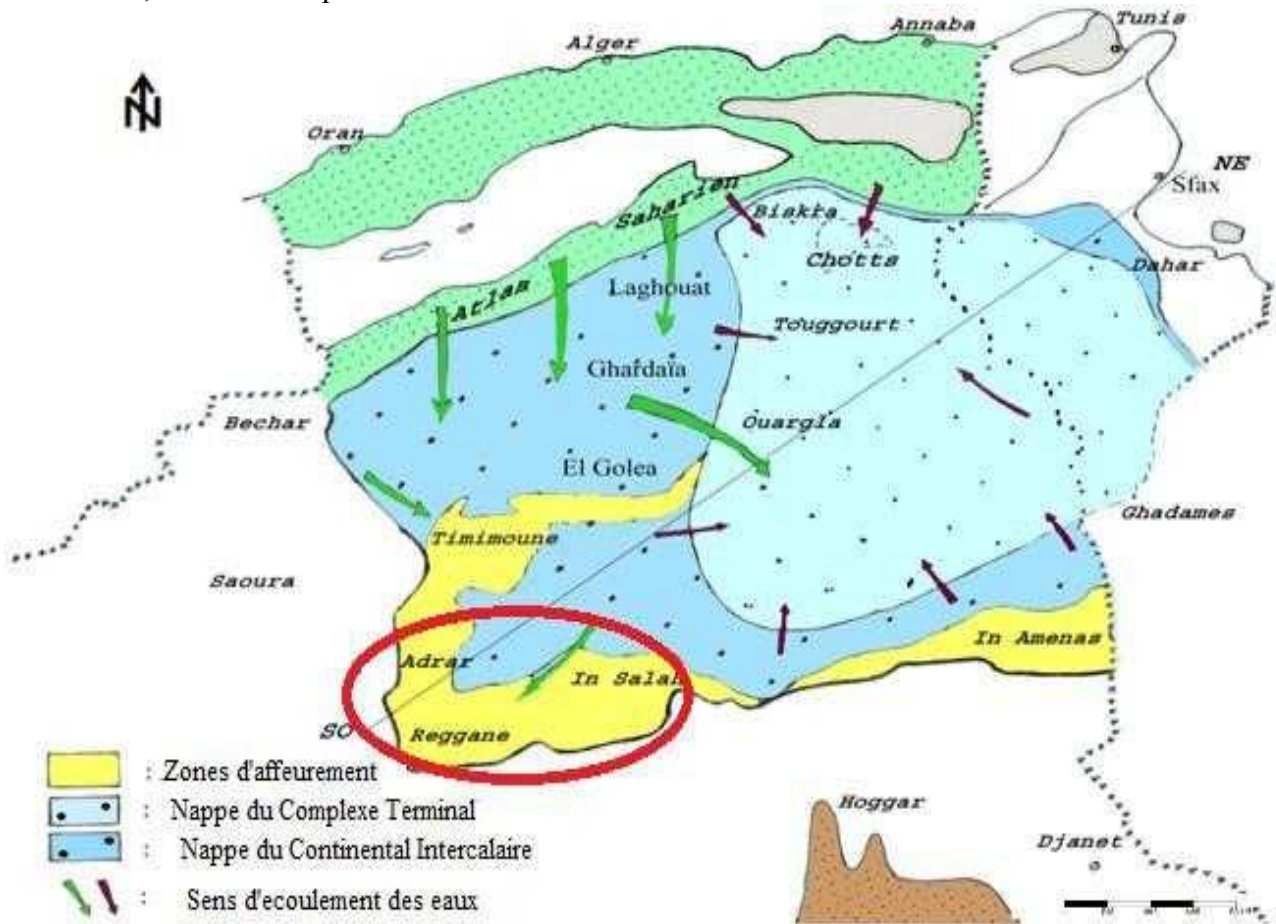 Tunis
Annaba
Alger
N
Oran
NE
Sfax
Saharien
Biskra
Chotts
Dahar
Laghouat
Atlas
Touggourt
Ghardaïa
Bechar
Ouargla
El Golea
Ghadames
Timimoune
Saoura
In Amenas
Adrar
In Salah
SO
Reggane
: Zones d'affeurement
: Nappe du Complexe Terminal
: Nappe du Continental Intercalaire
Sens d'ecoulement des eaux
Hoggar
Djanet